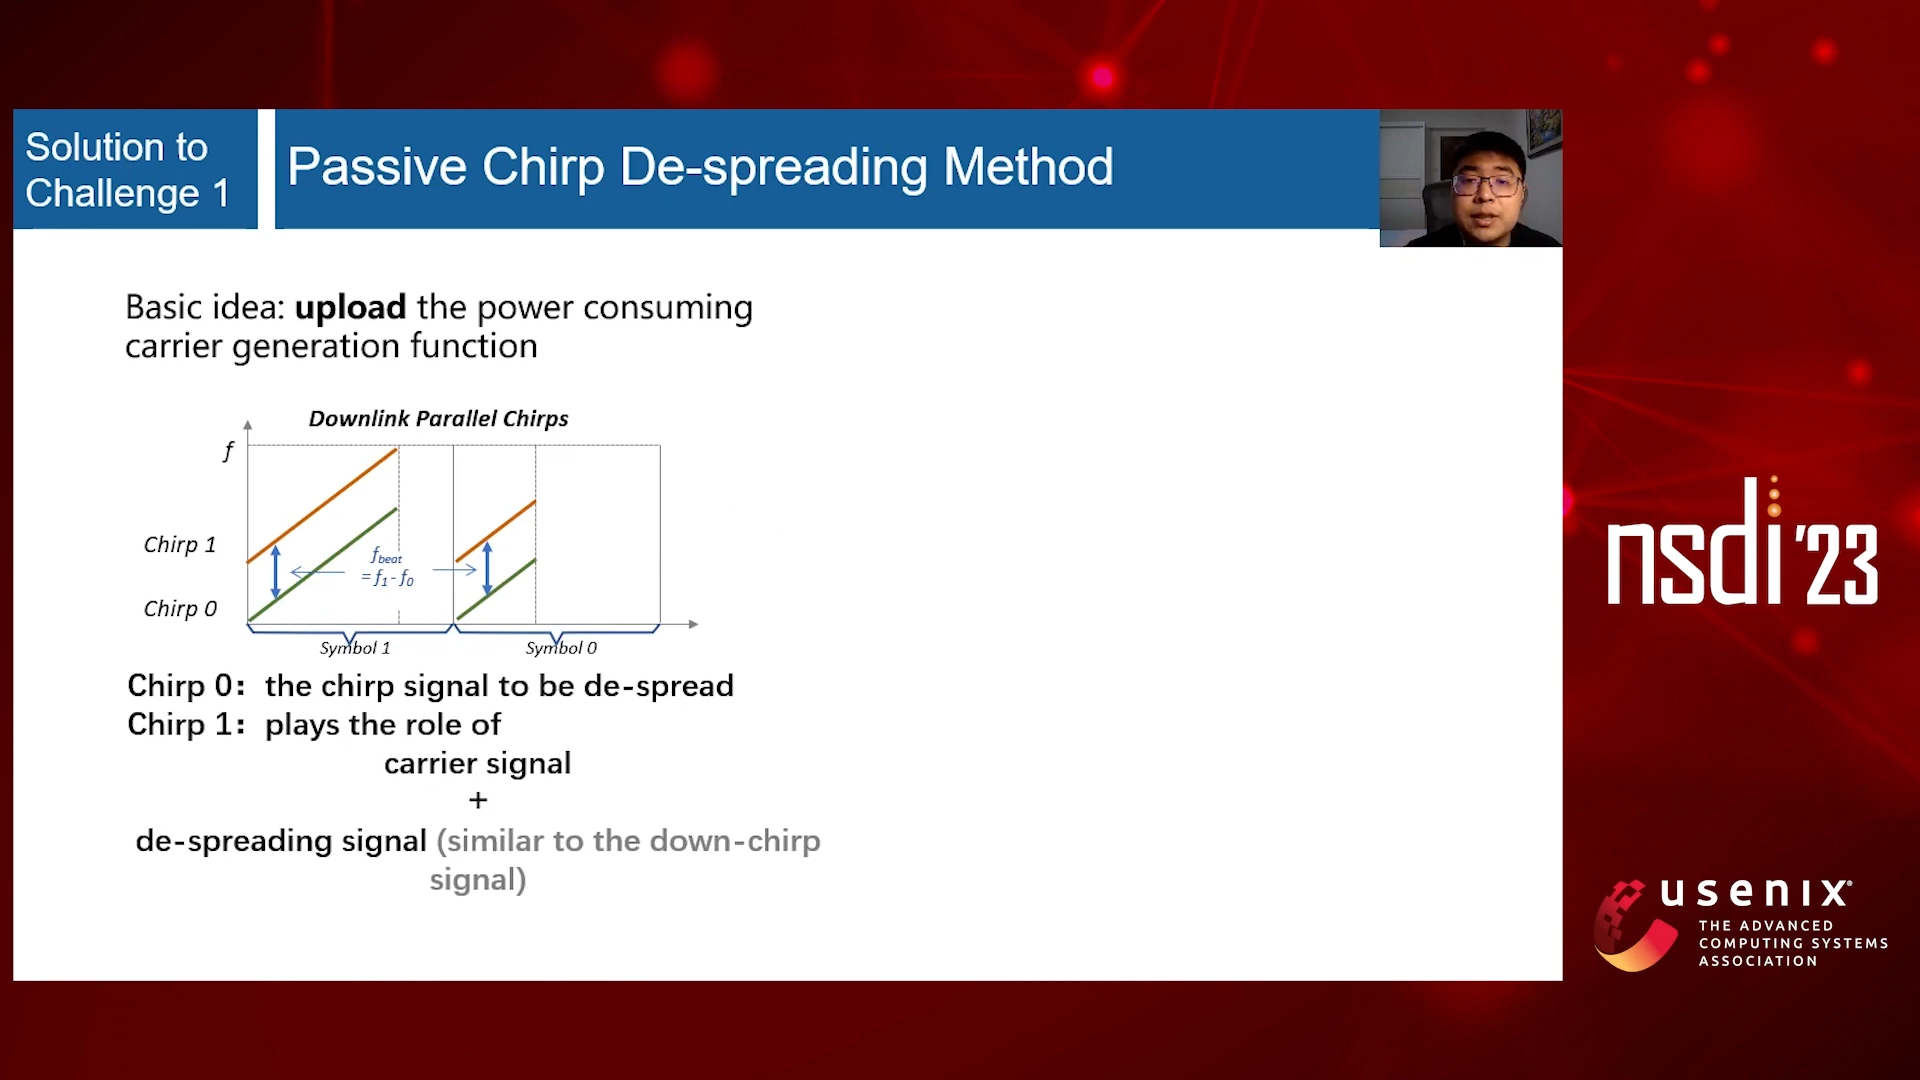 Solution to
Challenge 1
Passive Chirp De-spreading Method
Basic idea: upload the power consuming
carrier generation function
Downlink Parallel Chirps
f
Chirp 1
f_beat
= f_1 - f_0
Chirp 0
Symbol 1
Symbol 0
Chirp 0: the chirp signal to be de-spread
Chirp 1: plays the role of
carrier signal
+
de-spreading signal (similar to the down-chirp
signal)
nsdi '23
usenix®
THE ADVANCED
COMPUTING SYSTEMS
ASSOCIATION